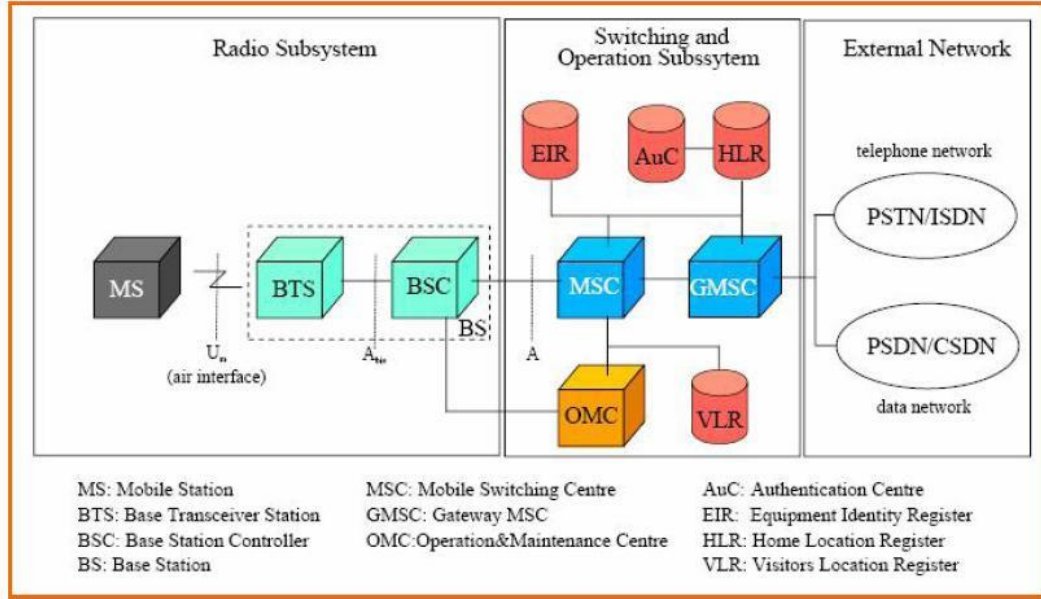 Radio Subsystem
Switching and
Operation Subssytem
External Network
EIR
AuC
HLR
telephone network
PSTN/ISDN
MS
BTS
BSC
MSC
GMSC
BS
Um
(air interface)
Abis
A
PSDN/CSDN
OMC
VLR
data network
MS: Mobile Station
BTS: Base Transceiver Station
BSC: Base Station Controller
BS: Base Station
MSC: Mobile Switching Centre
GMSC: Gateway MSC
OMC:Operation&Maintenance Centre
AuC: Authentication Centre
EIR: Equipment Identity Register
HLR: Home Location Register
VLR: Visitors Location Register